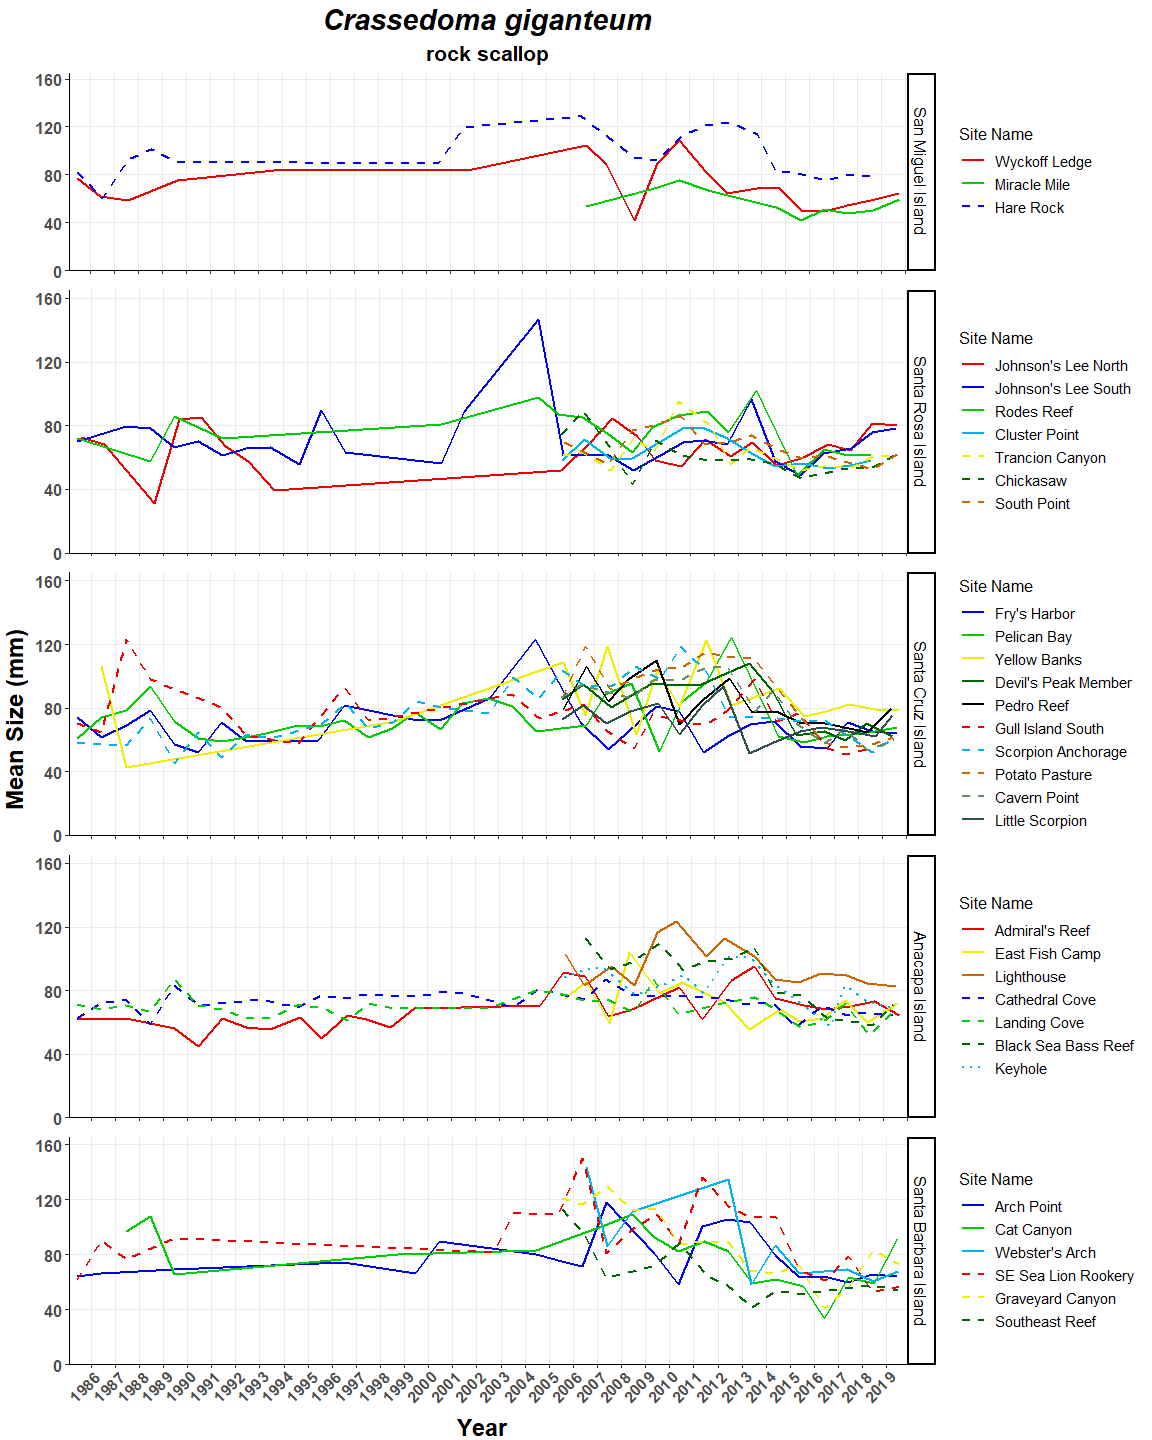 Crassedoma giganteum
rock scallop
Mean Size (mm)
160
120
80
40
0
San Miguel Island
Site Name
Wyckoff Ledge
Miracle Mile
Hare Rock
160
120
80
40
0
Santa Rosa Island
Site Name
Johnson's Lee North
Johnson's Lee South
Rodes Reef
Cluster Point
Trancion Canyon
Chickasaw
South Point
160
120
80
40
0
Santa Cruz Island
Site Name
Fry's Harbor
Pelican Bay
Yellow Banks
Devil's Peak Member
Pedro Reef
Gull Island South
Scorpion Anchorage
Potato Pasture
Cavern Point
Little Scorpion
160
120
80
40
0
Anacapa Island
Site Name
Admiral's Reef
East Fish Camp
Lighthouse
Cathedral Cove
Landing Cove
Black Sea Bass Reef
Keyhole
160
120
80
40
0
Santa Barbara Island
Site Name
Arch Point
Cat Canyon
Webster's Arch
SE Sea Lion Rookery
Graveyard Canyon
Southeast Reef
1986 1987 1988 1989 1990 1991 1992 1993 1994 1995 1996 1997 1998 1999 2000 2001 2002 2003 2004 2005 2006 2007 2008 2009 2010 2011 2012 2013 2014 2015 2016 2017 2018 2019
Year